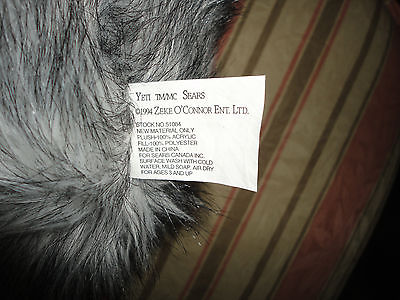 YETI TM/MC SEARS
©1994 ZEKE O'CONNOR ENT. LTD.
STOCK NO.51084
NEW MATERIAL ONLY
PLUSH-100% ACRYLIC
FILL-100% POLYESTER
MADE IN CHINA
FOR SEARS CANADA INC.
SURFACE WASH WITH COLD
WATER, MILD SOAP, AIR DRY
FOR AGES 3 AND UP